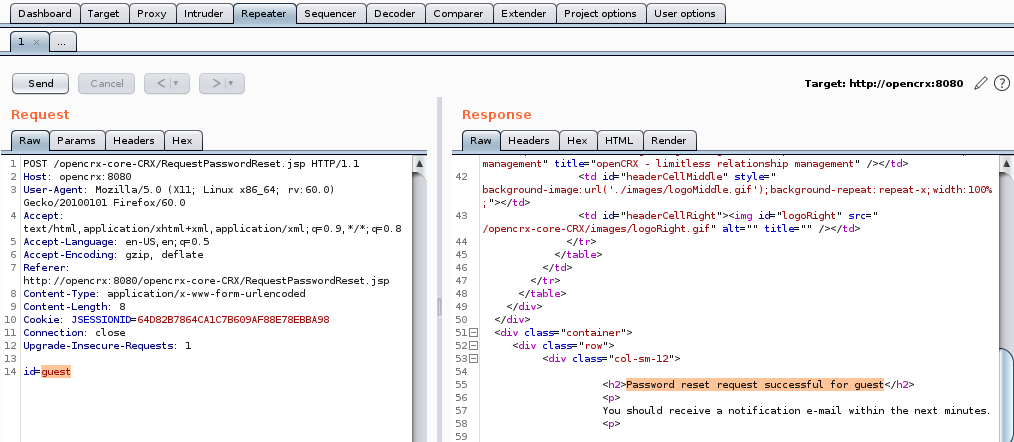 Dashboard Target Proxy Intruder Repeater Sequencer Decoder Comparer Extender Project options User options
1 × ...
Send Cancel < > Target: http://opencrx:8080
Request
Raw Params Headers Hex
1 POST /opencrx-core-CRX/RequestPasswordReset.jsp HTTP/1.1
2 Host: opencrx:8080
3 User-Agent: Mozilla/5.0 (X11; Linux x86_64; rv:60.0)
Gecko/20100101 Firefox/60.0
4 Accept:
text/html,application/xhtml+xml,application/xml;q=0.9,*/*;q=0.8
5 Accept-Language: en-US,en;q=0.5
6 Accept-Encoding: gzip, deflate
7 Referer:
http://opencrx:8080/opencrx-core-CRX/RequestPasswordReset.jsp
8 Content-Type: application/x-www-form-urlencoded
9 Content-Length: 8
10 Cookie: JSESSIONID=64D82B7864CA1C7B609AF88E78EBBA98
11 Connection: close
12 Upgrade-Insecure-Requests: 1
13
14 id=guest
Response
Raw Headers Hex HTML Render
management" title="openCRX - limitless relationship management" /></td>
42 <td id="headerCellMiddle" style="
background-image:url('./images/logoMiddle.gif');background-repeat:repeat-x;width:100%
;"></td>
43 <td id="headerCellRight"><img id="logoRight" src="
/opencrx-core-CRX/images/logoRight.gif" alt="" title="" /></td>
44 </tr>
45 </table>
46 </td>
47 </tr>
48 </table>
49 </div>
50 </div>
51 <div class="container">
52 <div class="row">
53 <div class="col-sm-12">
54
55 <h2>Password reset request successful for guest</h2>
56 <p>
57 You should receive a notification e-mail within the next minutes.
58 <p>
59